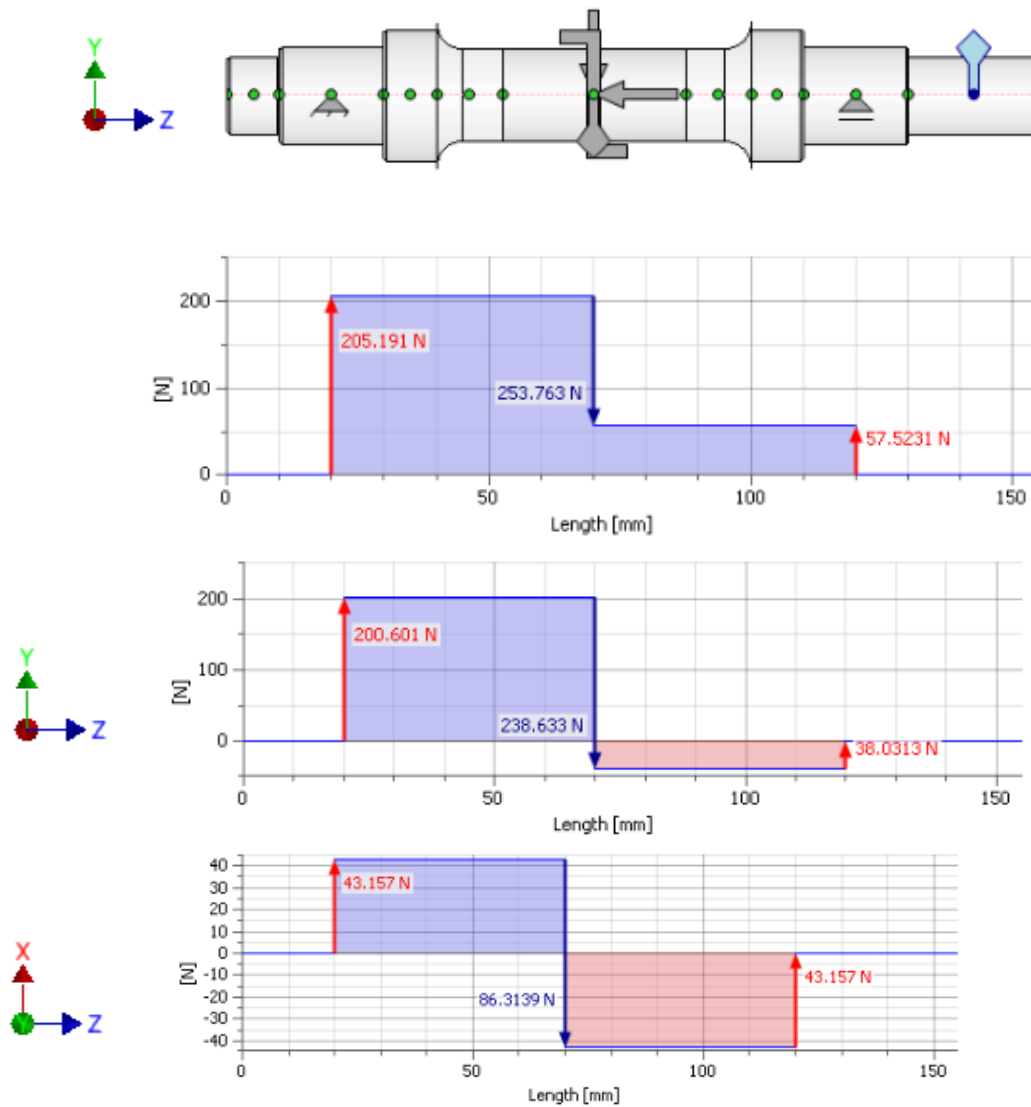 Y
Z
200
100
0
[N]
205.191 N
253.763 N
57.5231 N
0
50
100
150
Length [mm]
Y
Z
200
100
0
[N]
200.601 N
238.633 N
38.0313 N
0
50
100
150
Length [mm]
X
Y
Z
40
30
20
10
0
-10
-20
-30
-40
[N]
43.157 N
86.3139 N
43.157 N
0
50
100
150
Length [mm]